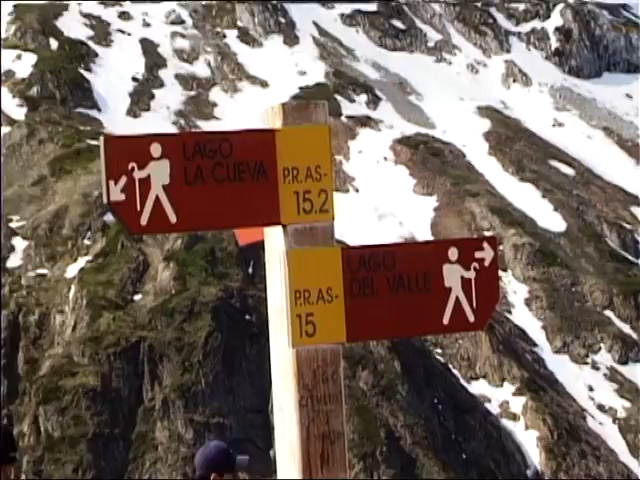 LAGO
LA CUEVA
P.R.AS-
15.2
P.R.AS-
15
LAGO
DEL VALLE